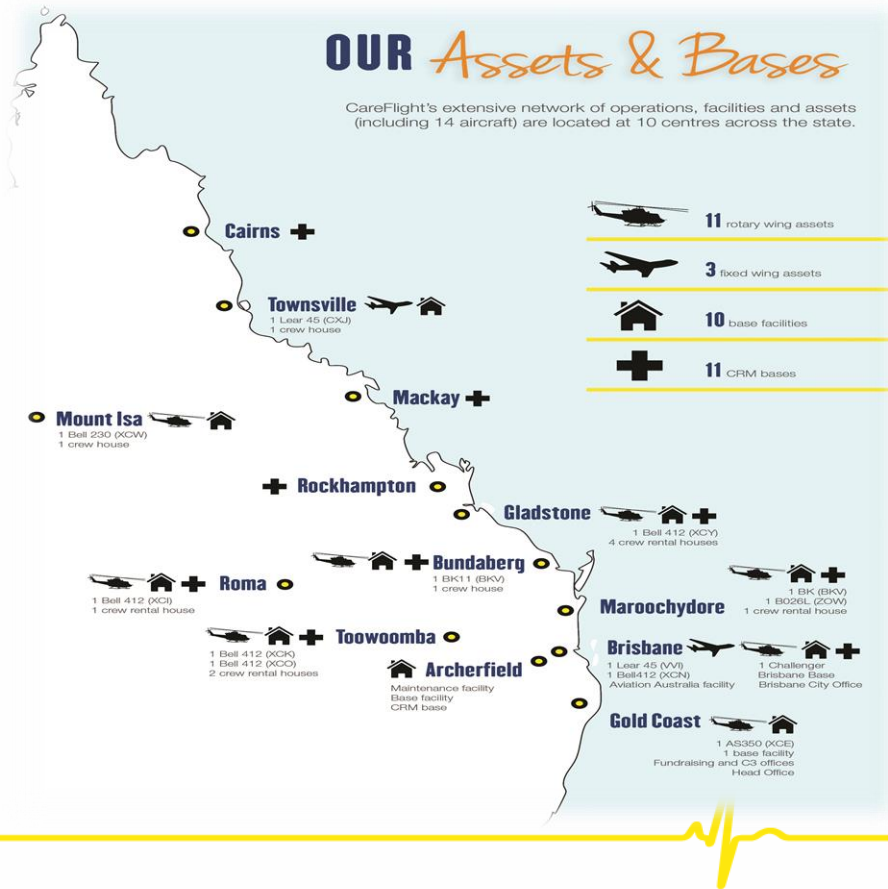 OUR Assets & Bases
CareFlight's extensive network of operations, facilities and assets
(including 14 aircraft) are located at 10 centres across the state.
11 rotary wing assets
3 fixed wing assets
10 base facilities
11 CRM bases
Cairns
Townsville
1 Lear 45 (CXJ)
1 crew house
Mackay
Mount Isa
1 Bell 230 (XCW)
1 crew house
Rockhampton
Gladstone
1 Bell 412 (XCY)
4 crew rental houses
Bundaberg
1 BK11 (BKV)
1 crew house
Roma
1 Bell 412 (XCI)
1 crew rental house
Maroochydore
1 BK (BKV)
1 B026L (ZOW)
1 crew rental house
Toowoomba
1 Bell 412 (XCK)
1 Bell 412 (XCO)
2 crew rental houses
Brisbane
1 Lear 45 (VVI)
1 Bell412 (XCN)
Aviation Australia facility
1 Challenger
Brisbane Base
Brisbane City Office
Archerfield
Maintenance facility
Base facility
CRM base
Gold Coast
1 AS350 (XCE)
1 base facility
Fundraising and C3 offices
Head Office